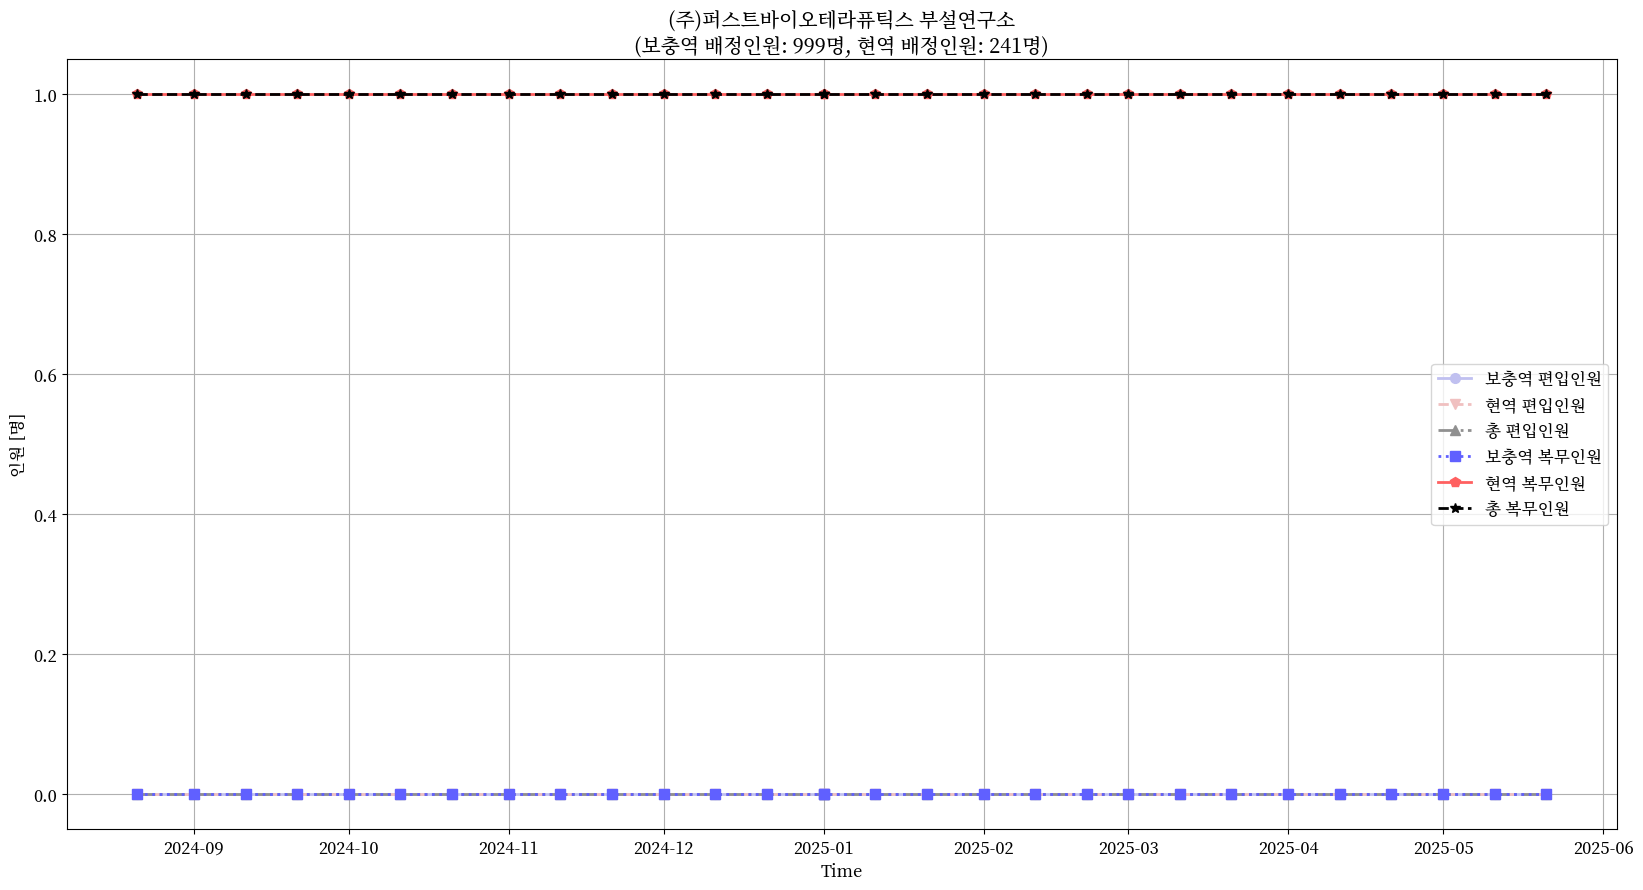 (주)퍼스트바이오테라퓨틱스 부설연구소
(보충역 배정인원: 999명, 현역 배정인원: 241명)
1.0
0.8
0.6
0.4
0.2
0.0
인원 [명]
보충역 편입인원
현역 편입인원
총 편입인원
보충역 복무인원
현역 복무인원
총 복무인원
2024-09
2024-10
2024-11
2024-12
2025-01
2025-02
2025-03
2025-04
2025-05
2025-06
Time